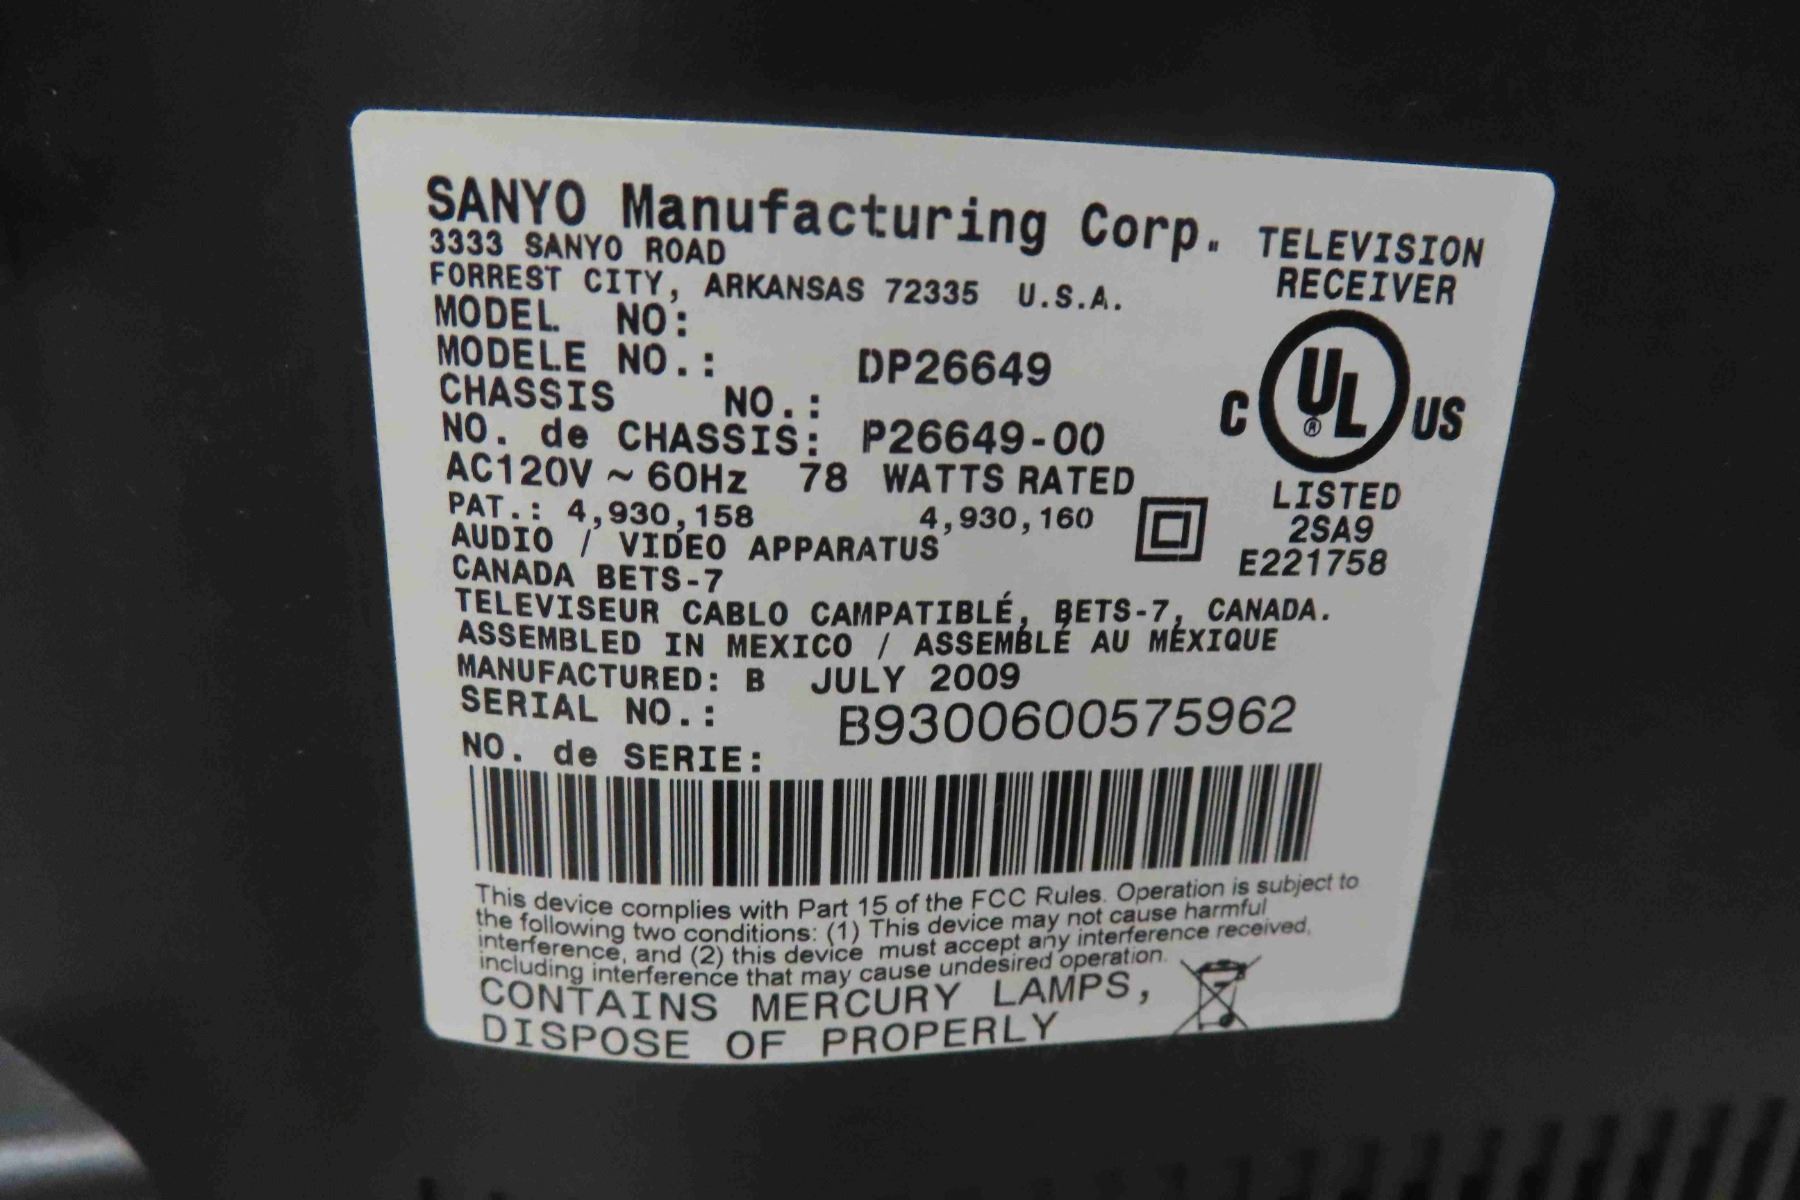 SANYO Manufacturing Corp.
3333 SANYO ROAD
FORREST CITY, ARKANSAS 72335 U.S.A.
TELEVISION
RECEIVER
MODEL NO:
MODELE NO.: DP26649
CHASSIS NO.:
NO. de CHASSIS: P26649-00
AC120V ~ 60Hz 78 WATTS RATED
C UL ® US
LISTED
2SA9
E221758
PAT.: 4,930,158 4,930,160
AUDIO / VIDEO APPARATUS
CANADA BETS-7
TELEVISEUR CABLO CAMPATIBLÉ, BETS-7, CANADA.
ASSEMBLED IN MEXICO / ASSEMBLÉ AU MÉXIQUE
MANUFACTURED: B JULY 2009
SERIAL NO.: B9300600575962
NO. de SERIE:
This device complies with Part 15 of the FCC Rules. Operation is subject to
the following two conditions: (1) This device may not cause harmful
interference, and (2) this device must accept any interference received,
including interference that may cause undesired operation.
CONTAINS MERCURY LAMPS,
DISPOSE OF PROPERLY